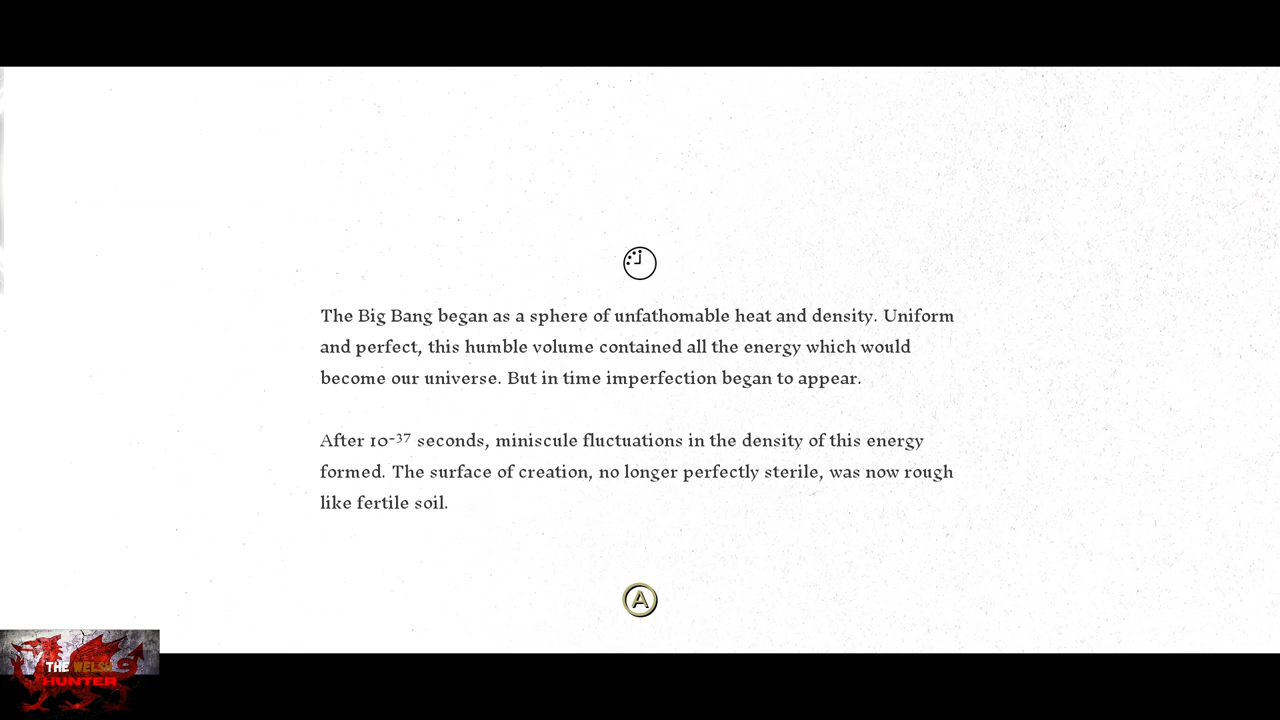 The Big Bang began as a sphere of unfathomable heat and density. Uniform
and perfect, this humble volume contained all the energy which would
become our universe. But in time imperfection began to appear.
After 10⁻³⁷ seconds, miniscule fluctuations in the density of this energy
formed. The surface of creation, no longer perfectly sterile, was now rough
like fertile soil.
A
THE WELSH
HUNTER